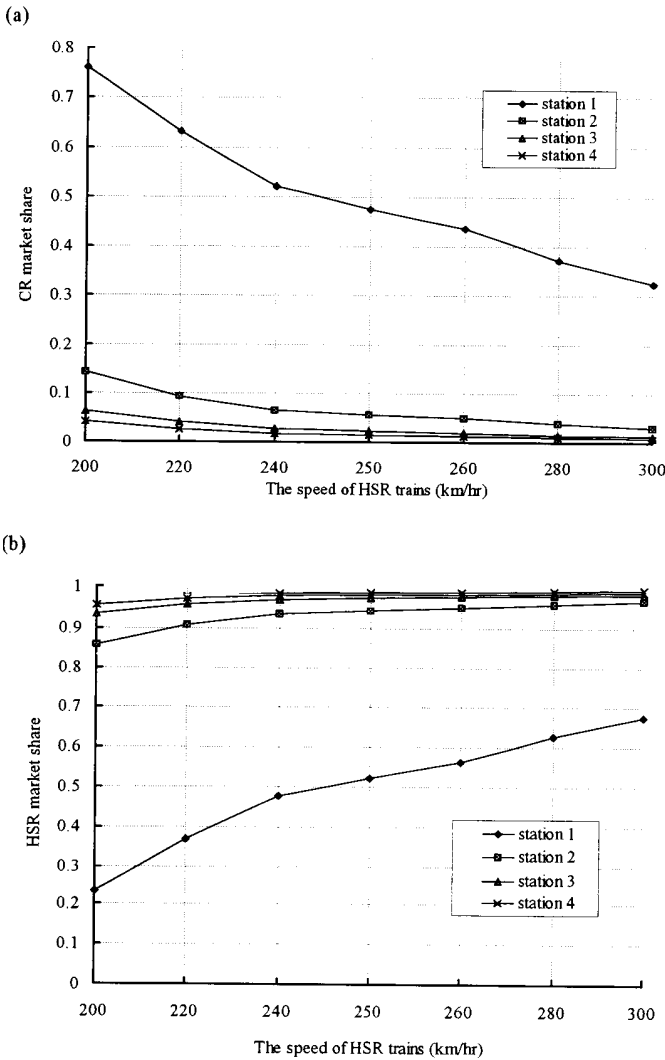 (a)
0.8
0.7
0.6
0.5
0.4
0.3
0.2
0.1
0
CR market share
station 1
station 2
station 3
station 4
200 220 240 250 260 280 300
The speed of HSR trains (km/hr)
(b)
1
0.9
0.8
0.7
0.6
0.5
0.4
0.3
0.2
0.1
0
HSR market share
station 1
station 2
station 3
station 4
200 220 240 250 260 280 300
The speed of HSR trains (km/hr)